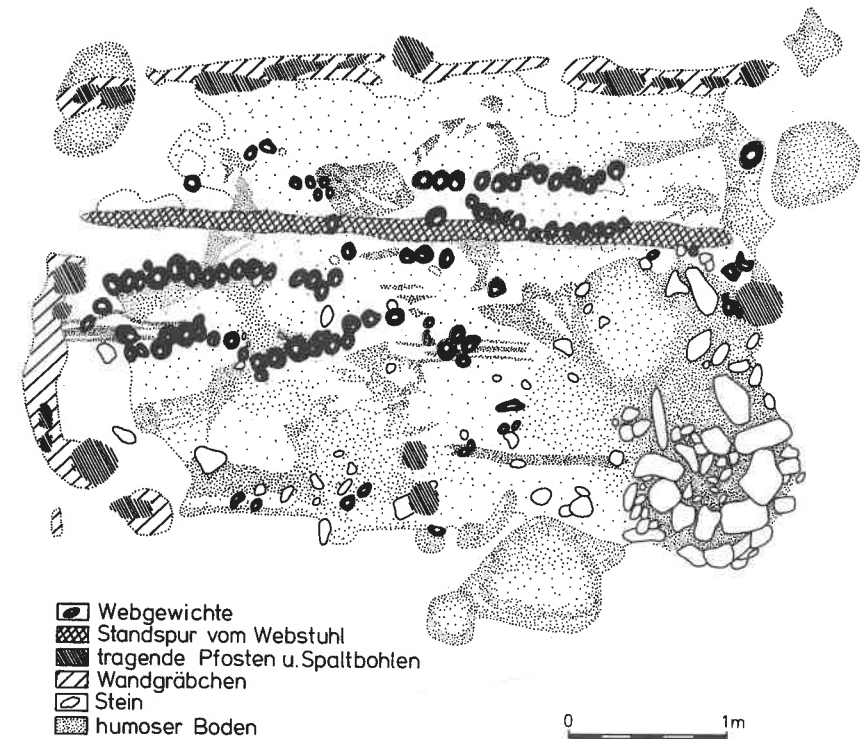 Webgewichte
Standspur vom Webstuhl
tragende Pfosten u. Spaltbohlen
Wandgräbchen
Stein
humoser Boden
0 1m